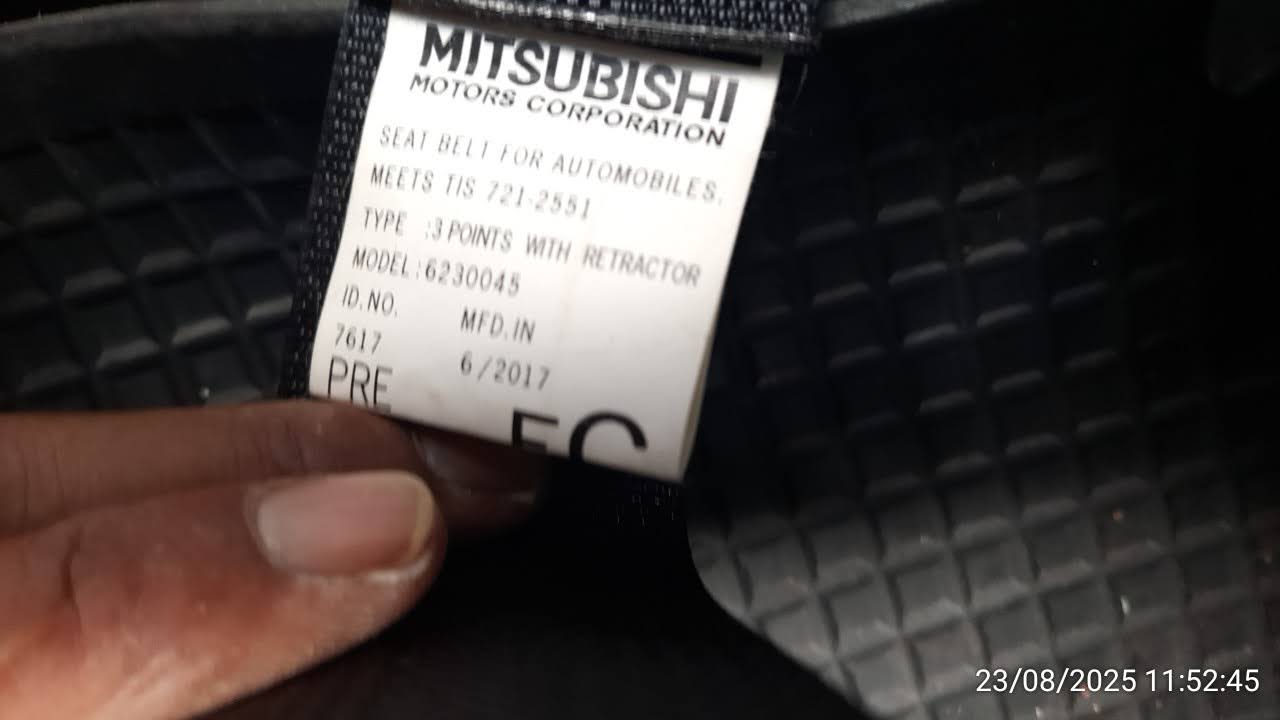 MITSUBISHI
MOTORS CORPORATION
SEAT BELT FOR AUTOMOBILES.
MEETS TIS 721-2551
TYPE :3 POINTS WITH RETRACTOR
MODEL:6230045
ID.NO. MFD.IN
7617 6/2017
PRE
23/08/2025 11:52:45